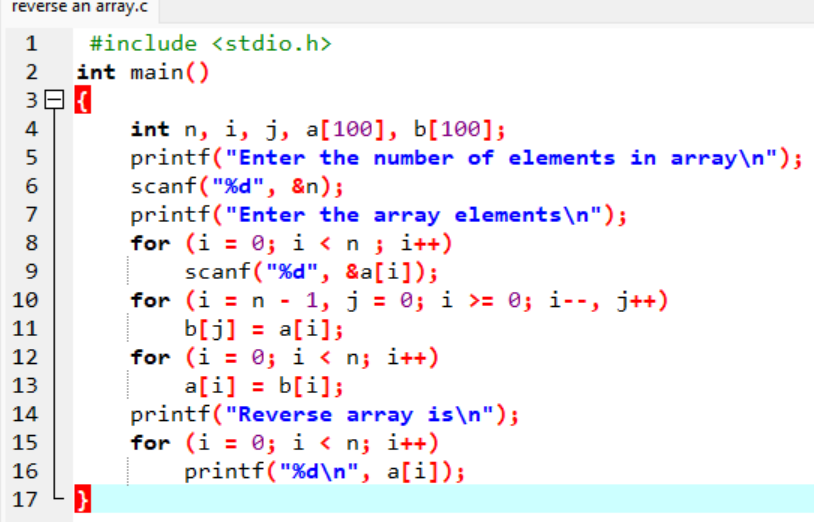 reverse an array.c
1 #include <stdio.h>
2 int main()
3 {
4 int n, i, j, a[100], b[100];
5 printf("Enter the number of elements in array\n");
6 scanf("%d", &n);
7 printf("Enter the array elements\n");
8 for (i = 0; i < n ; i++)
9 scanf("%d", &a[i]);
10 for (i = n - 1, j = 0; i >= 0; i--, j++)
11 b[j] = a[i];
12 for (i = 0; i < n; i++)
13 a[i] = b[i];
14 printf("Reverse array is\n");
15 for (i = 0; i < n; i++)
16 printf("%d\n", a[i]);
17 }